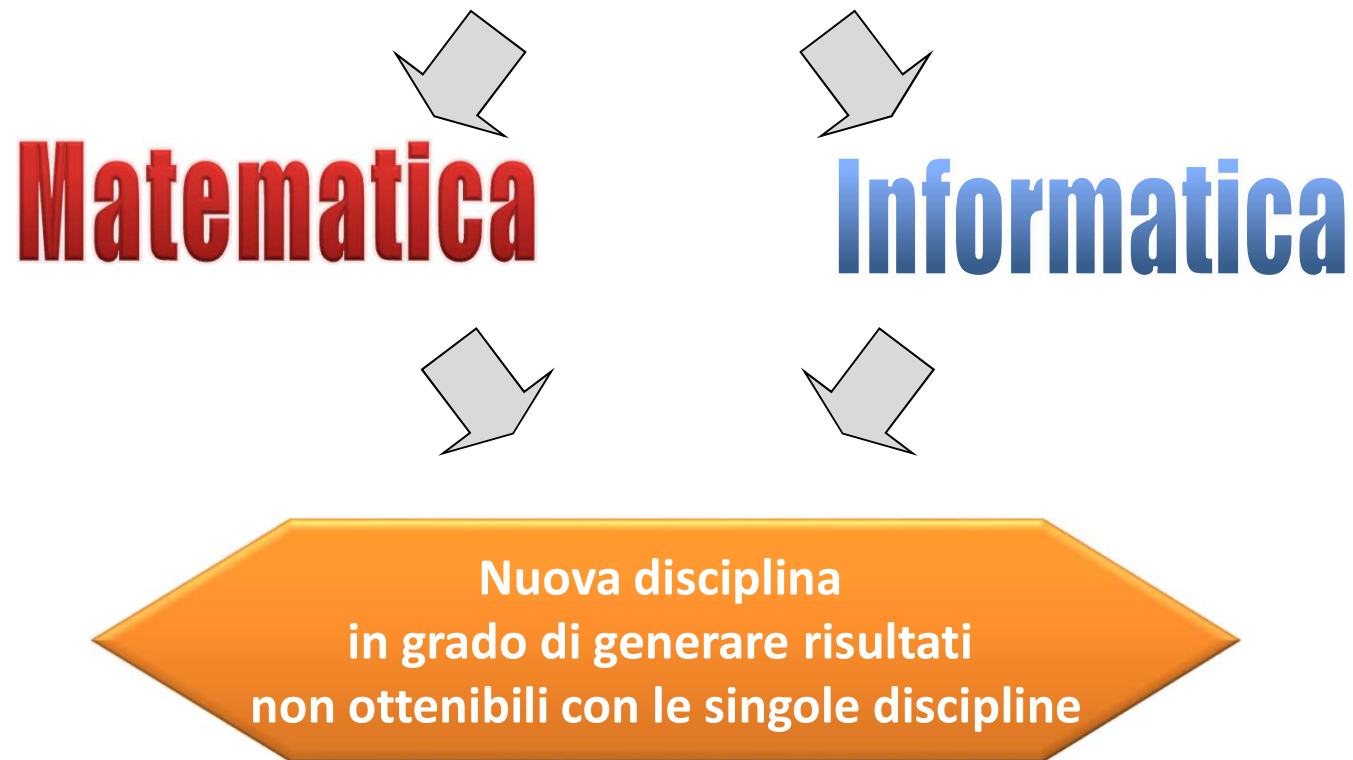 Matematica
Informatica
Nuova disciplina
in grado di generare risultati
non ottenibili con le singole discipline